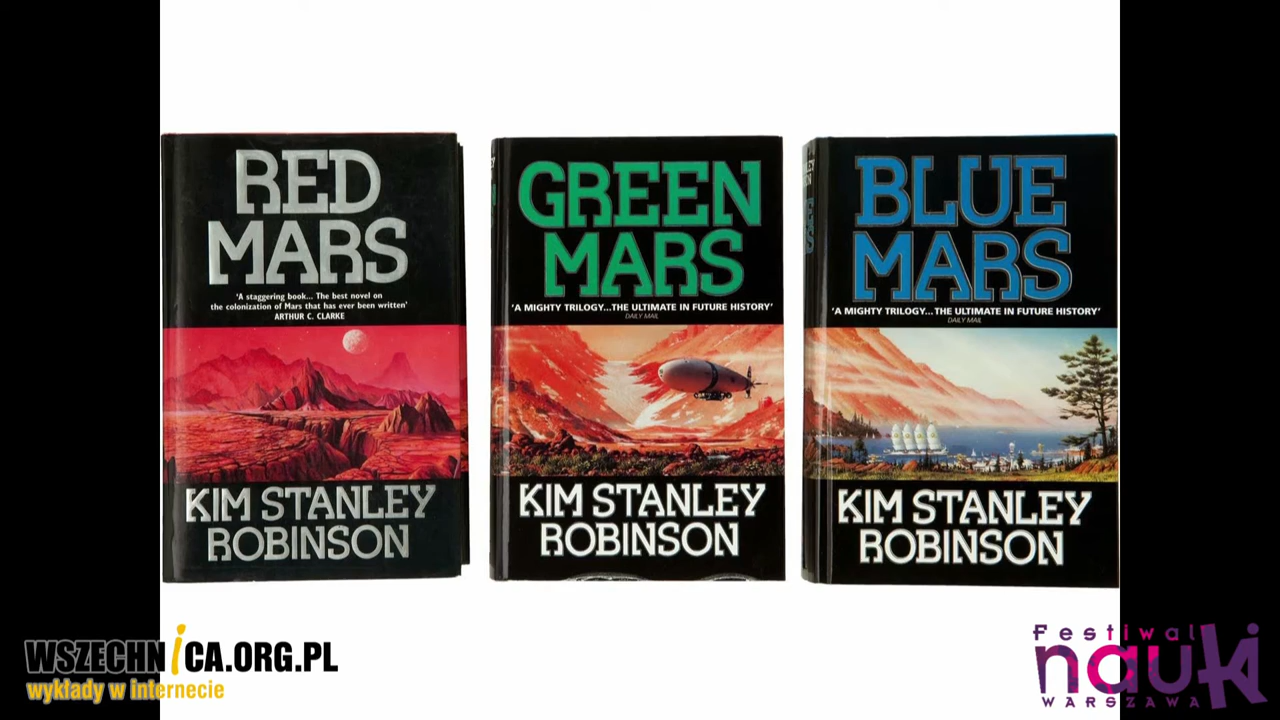 RED
MARS
'A staggering book... The best novel on
the colonization of Mars that has ever been written'
ARTHUR C. CLARKE
KIM STANLEY
ROBINSON
GREEN
MARS
'A MIGHTY TRILOGY...THE ULTIMATE IN FUTURE HISTORY'
DAILY MAIL
KIM STANLEY
ROBINSON
BLUE
MARS
'A MIGHTY TRILOGY...THE ULTIMATE IN FUTURE HISTORY'
DAILY MAIL
KIM STANLEY
ROBINSON
WSZECHNICA.ORG.PL
wykłady w internecie
Festiwal
nauki
WARSZAWA